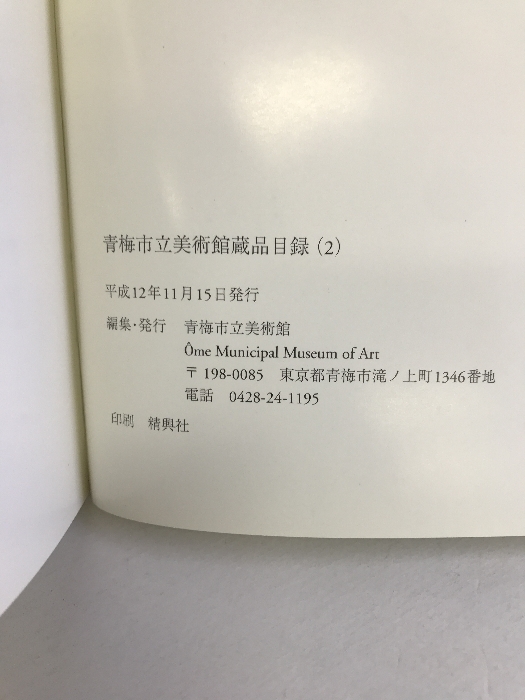 青梅市立美術館蔵品目録（2）
平成12年11月15日発行
編集・発行　青梅市立美術館
Ôme Municipal Museum of Art
〒198-0085　東京都青梅市滝ノ上町1346番地
電話　0428-24-1195
印刷　精興社